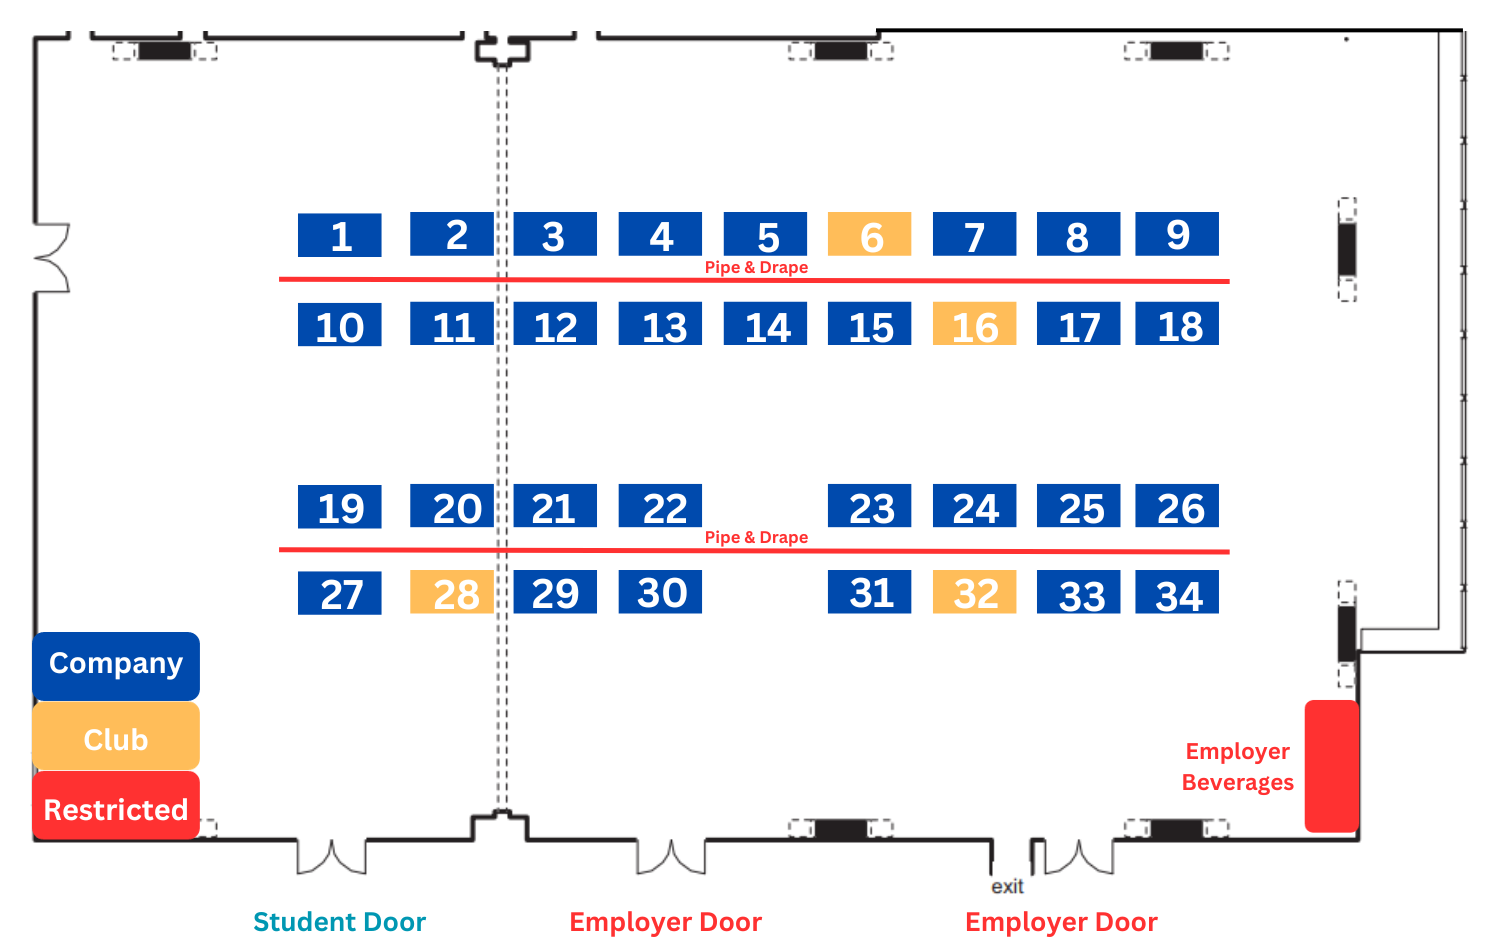 1 2 3 4 5 6 7 8 9
Pipe & Drape
10 11 12 13 14 15 16 17 18
19 20 21 22 23 24 25 26
Pipe & Drape
27 28 29 30 31 32 33 34
Company
Club
Restricted
Employer
Beverages
exit
Student Door
Employer Door
Employer Door